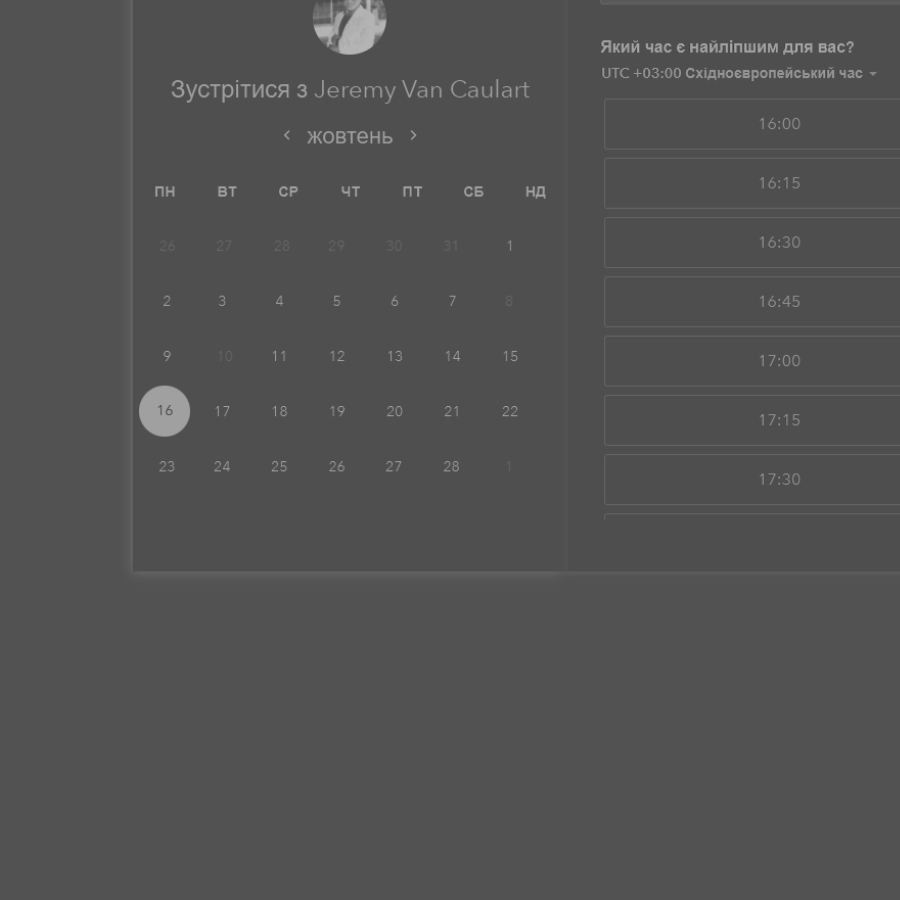 Зустрітися з Jeremy Van Caulart
‹ жовтень ›
ПН ВТ СР ЧТ ПТ СБ НД
26 27 28 29 30 31 1
2 3 4 5 6 7 8
9 10 11 12 13 14 15
16 17 18 19 20 21 22
23 24 25 26 27 28 1
Який час є найліпшим для вас?
UTC +03:00 Східноєвропейський час
16:00
16:15
16:30
16:45
17:00
17:15
17:30